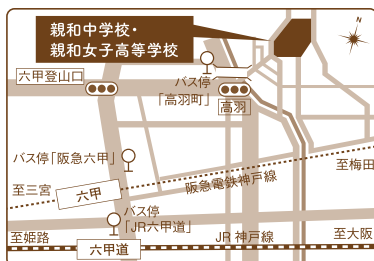 親和中学校・
親和女子高等学校
N
六甲登山口
バス停
「高羽町」
高羽
バス停「阪急六甲」
至梅田
至三宮
六甲
阪急電鉄神戸線
バス停
「JR六甲道」
至姫路
六甲道
JR 神戸線
至大阪